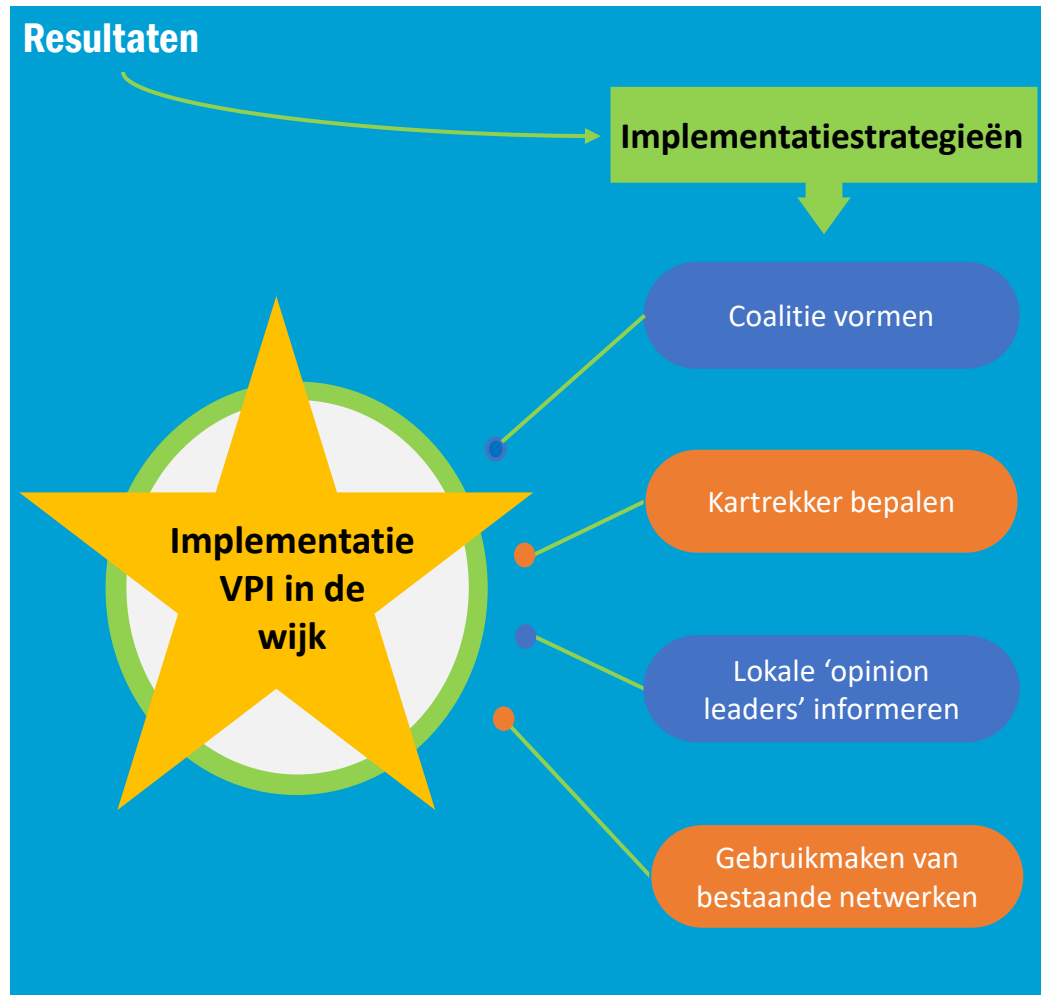 Resultaten
Implementatiestrategieën
Coalitie vormen
Kartrekker bepalen
Implementatie
VPI in de
wijk
Lokale ‘opinion
leaders’ informeren
Gebruikmaken van
bestaande netwerken